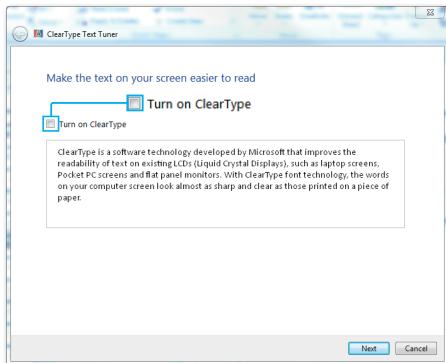 ClearType Text Tuner
Make the text on your screen easier to read
Turn on ClearType
Turn on ClearType
ClearType is a software technology developed by Microsoft that improves the
readability of text on existing LCDs (Liquid Crystal Displays), such as laptop screens,
Pocket PC screens and flat panel monitors. With ClearType font technology, the words
on your computer screen look almost as sharp and clear as those printed on a piece of
paper.
Next Cancel